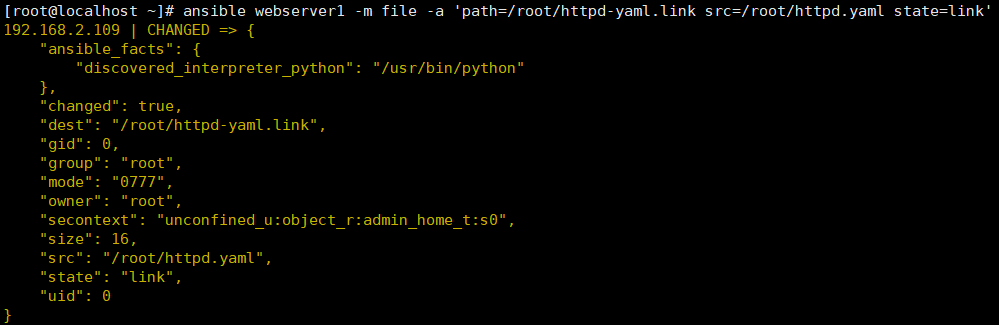 [root@localhost ~]# ansible webserver1 -m file -a 'path=/root/httpd-yaml.link src=/root/httpd.yaml state=link'
192.168.2.109 | CHANGED => {
    "ansible_facts": {
        "discovered_interpreter_python": "/usr/bin/python"
    },
    "changed": true,
    "dest": "/root/httpd-yaml.link",
    "gid": 0,
    "group": "root",
    "mode": "0777",
    "owner": "root",
    "secontext": "unconfined_u:object_r:admin_home_t:s0",
    "size": 16,
    "src": "/root/httpd.yaml",
    "state": "link",
    "uid": 0
}